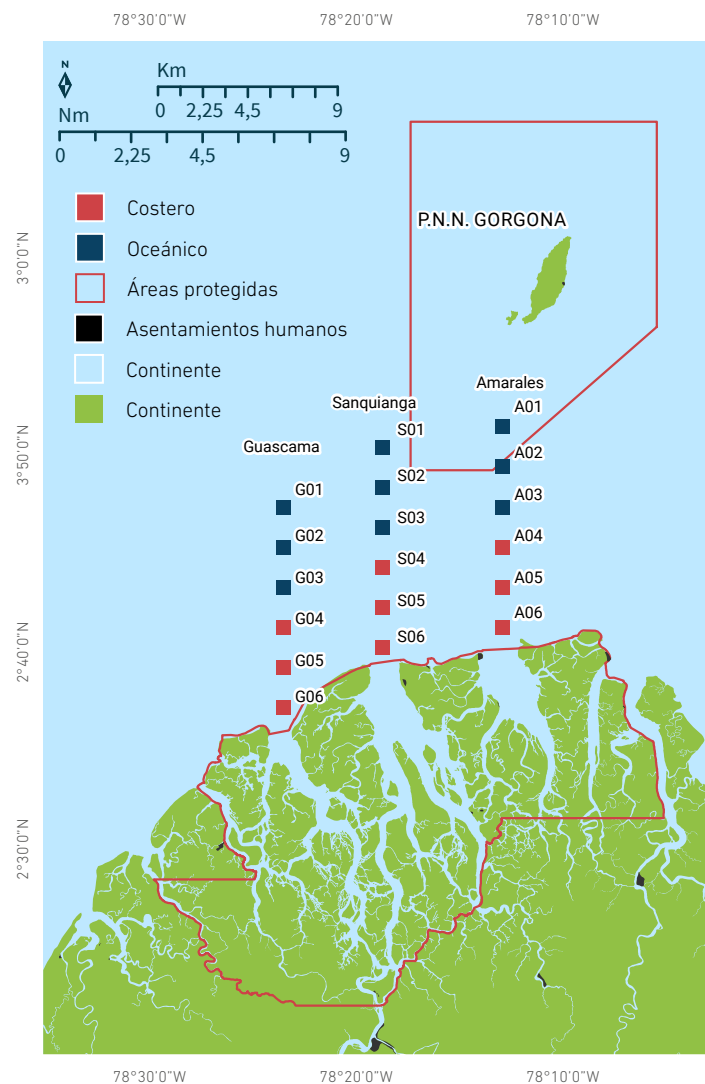 78°30'0"W 78°20'0"W 78°10'0"W
N
Km
0 2,25 4,5 9
Nm
0 2,25 4,5 9
Costero
Oceánico
Áreas protegidas
Asentamientos humanos
Continente
Continente
P.N.N. GORGONA
3°0'0"N
3°50'0"N
2°40'0"N
2°30'0"N
Guascama
G01
G02
G03
G04
G05
G06
Sanquianga
S01
S02
S03
S04
S05
S06
Amarales
A01
A02
A03
A04
A05
A06
78°30'0"W 78°20'0"W 78°10'0"W